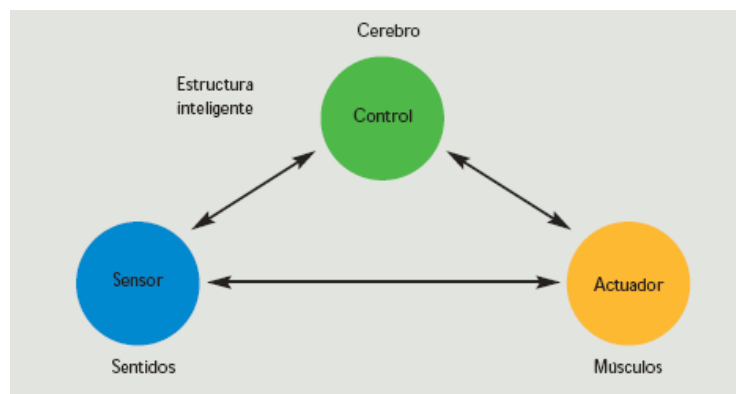 Cerebro
Estructura
inteligente
Control
Sensor
Actuador
Sentidos
Músculos